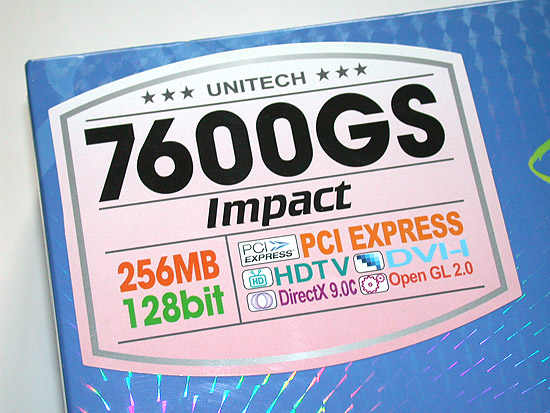 ★★★ UNITECH ★★★
7600GS
Impact
256MB
128bit
PCI EXPRESS PCI EXPRESS
HD HDTV DVI-I
DirectX 9.0C Open GL 2.0